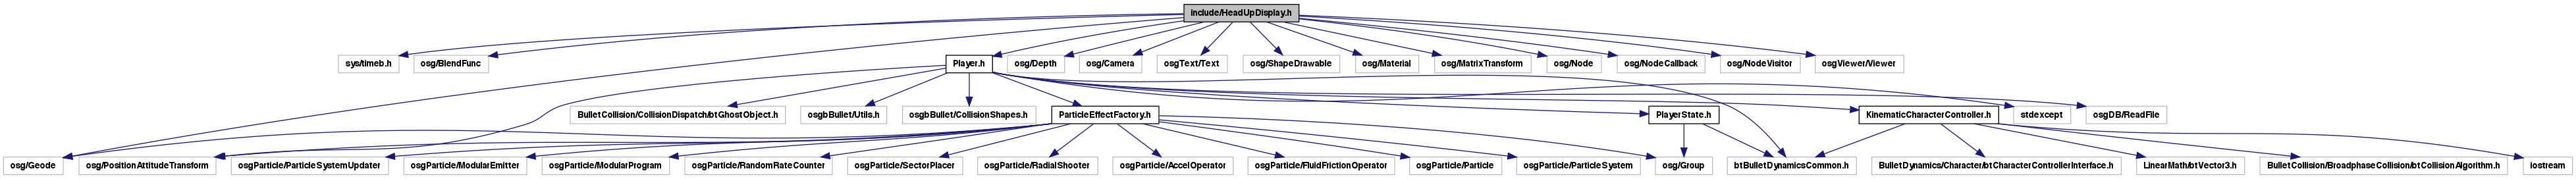 include/HeadUpDisplay.h
sys/timeb.h
osg/BlendFunc
Player.h
osg/Depth
osg/Camera
osgText/Text
osg/ShapeDrawable
osg/Material
osg/MatrixTransform
osg/Node
osg/NodeCallback
osg/NodeVisitor
osgViewer/Viewer
BulletCollision/CollisionDispatch/btGhostObject.h
osgbBullet/Utils.h
osgbBullet/CollisionShapes.h
ParticleEffectFactory.h
PlayerState.h
KinematicCharacterController.h
stdexcept
osgDB/ReadFile
osg/Geode
osg/PositionAttitudeTransform
osgParticle/ParticleSystemUpdater
osgParticle/ModularEmitter
osgParticle/ModularProgram
osgParticle/RandomRateCounter
osgParticle/SectorPlacer
osgParticle/RadialShooter
osgParticle/AccelOperator
osgParticle/FluidFrictionOperator
osgParticle/Particle
osgParticle/ParticleSystem
osg/Group
btBulletDynamicsCommon.h
BulletDynamics/Character/btCharacterControllerInterface.h
LinearMath/btVector3.h
BulletCollision/BroadphaseCollision/btCollisionAlgorithm.h
iostream